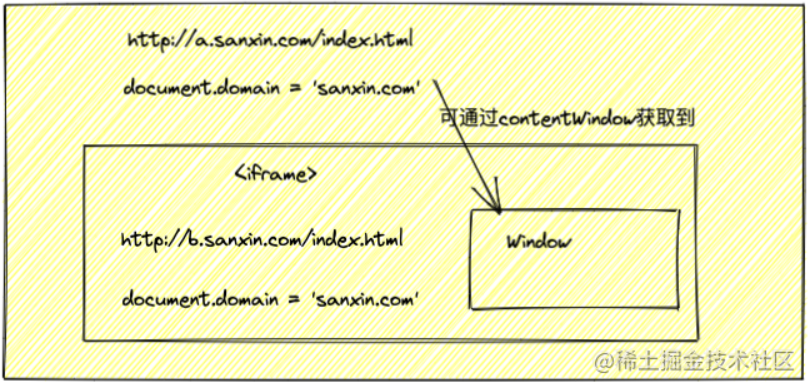 http://a.sanxin.com/index.html
document.domain = 'sanxin.com'
可通过contentWindow获取到
<iframe>
http://b.sanxin.com/index.html
Window
document.domain = 'sanxin.com'
@稀土掘金技术社区